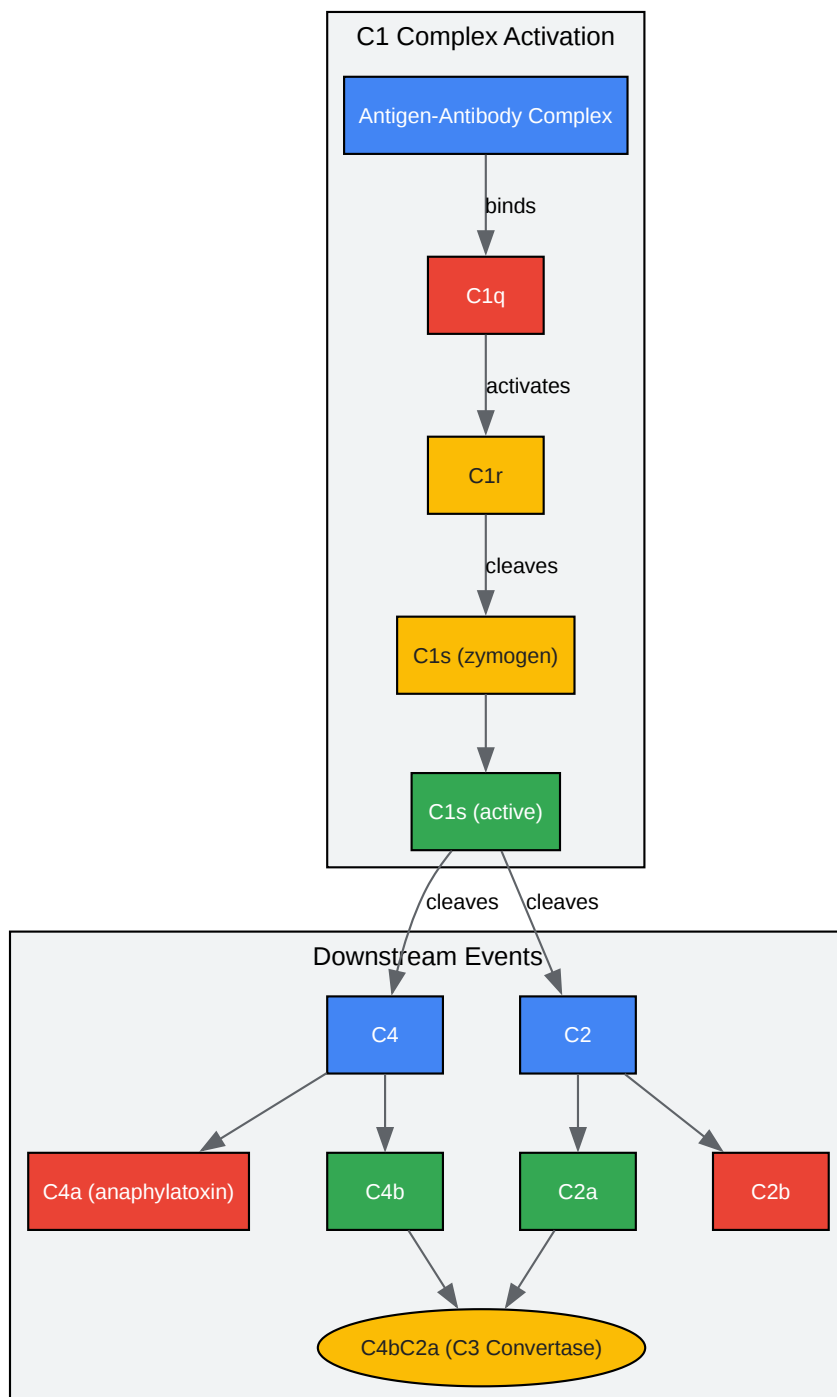 C1 Complex Activation
Antigen-Antibody Complex
binds
C1q
activates
C1r
cleaves
C1s (zymogen)
C1s (active)
cleaves
cleaves
Downstream Events
C4
C2
C4a (anaphylatoxin)
C4b
C2a
C2b
C4bC2a (C3 Convertase)